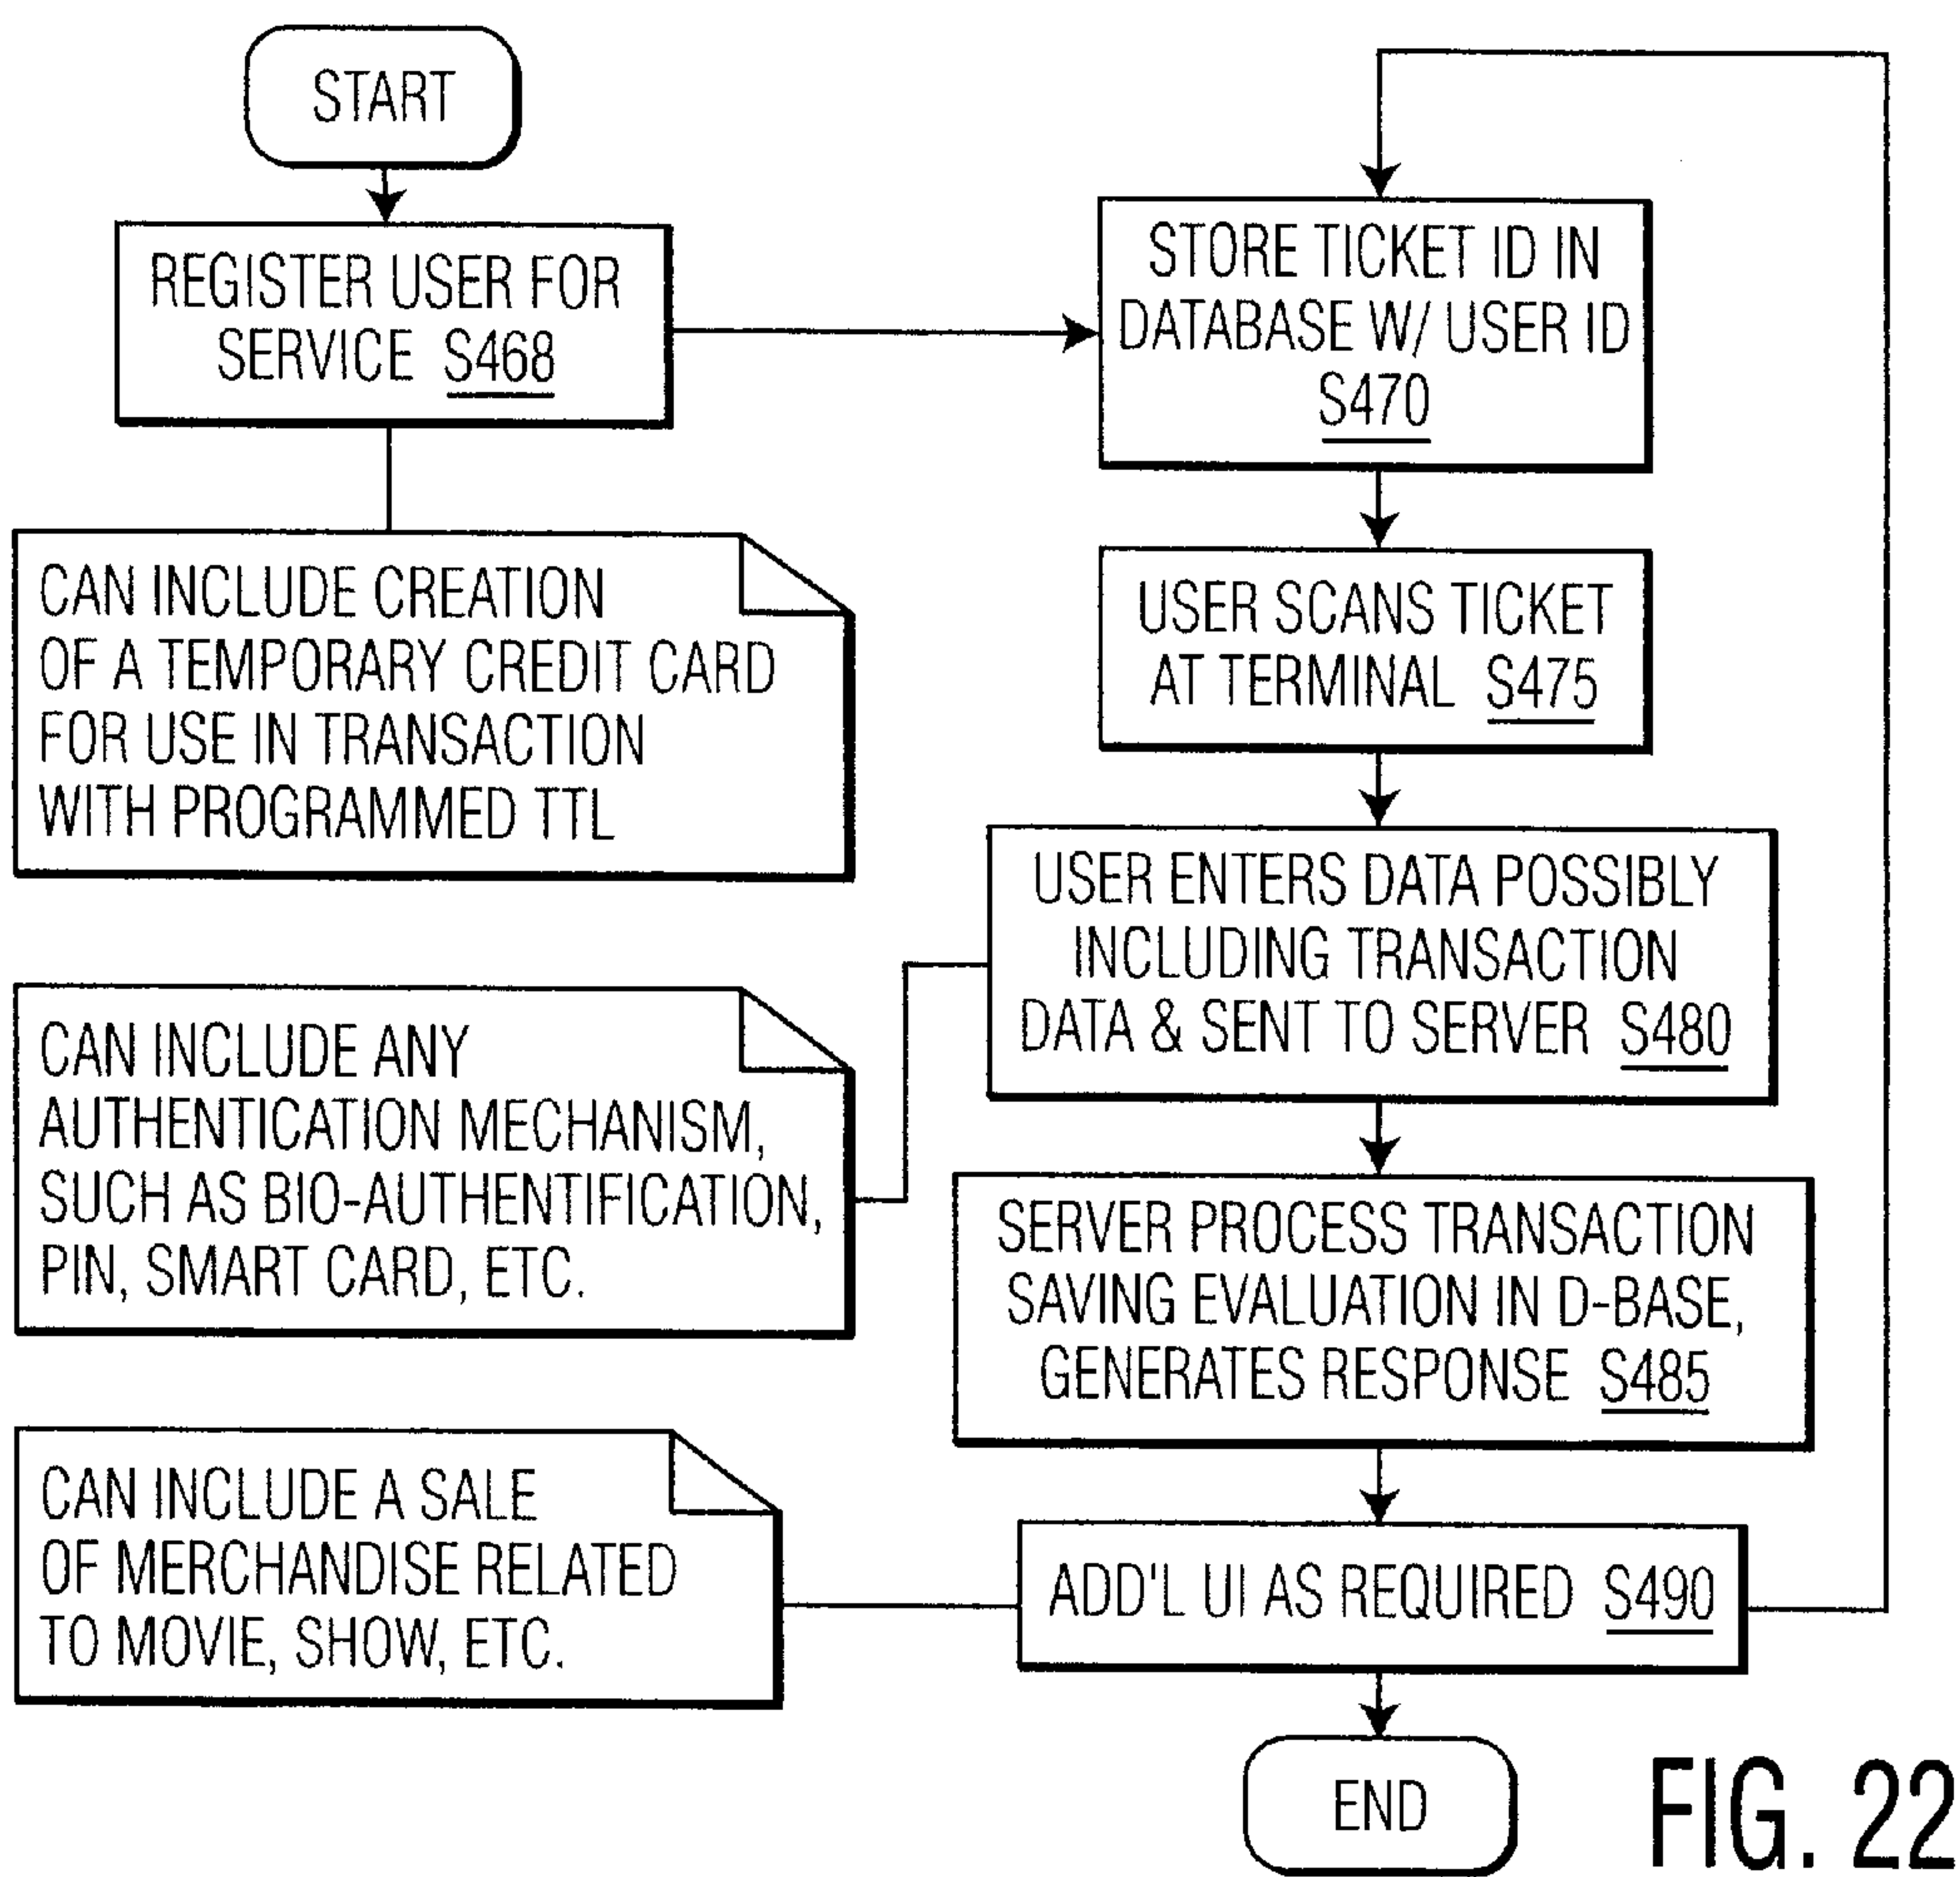 START
REGISTER USER FOR
SERVICE S468
STORE TICKET ID IN
DATABASE W/ USER ID
S470
CAN INCLUDE CREATION
OF A TEMPORARY CREDIT CARD
FOR USE IN TRANSACTION
WITH PROGRAMMED TTL
USER SCANS TICKET
AT TERMINAL S475
USER ENTERS DATA POSSIBLY
INCLUDING TRANSACTION
DATA & SENT TO SERVER S480
CAN INCLUDE ANY
AUTHENTICATION MECHANISM,
SUCH AS BIO-AUTHENTIFICATION,
PIN, SMART CARD, ETC.
SERVER PROCESS TRANSACTION
SAVING EVALUATION IN D-BASE,
GENERATES RESPONSE S485
CAN INCLUDE A SALE
OF MERCHANDISE RELATED
TO MOVIE, SHOW, ETC.
ADD'L UI AS REQUIRED S490
END
FIG. 22